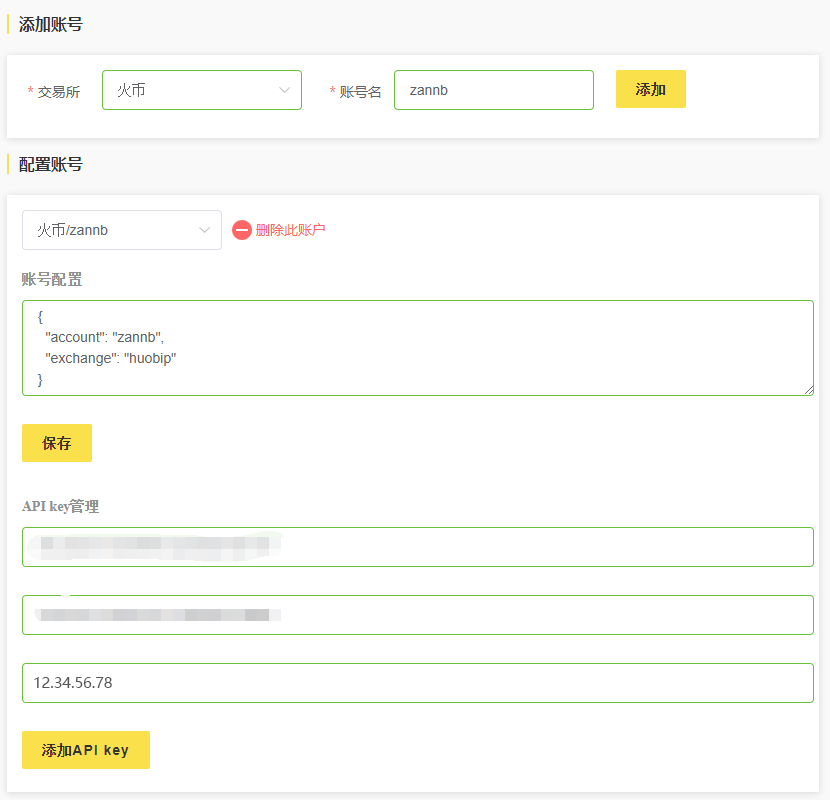 添加账号
* 交易所 火币 * 账号名 zannb 添加
配置账号
火币/zannb 删除此账户
账号配置
{
"account": "zannb",
"exchange": "huobip"
}
保存
API key管理
12.34.56.78
添加API key